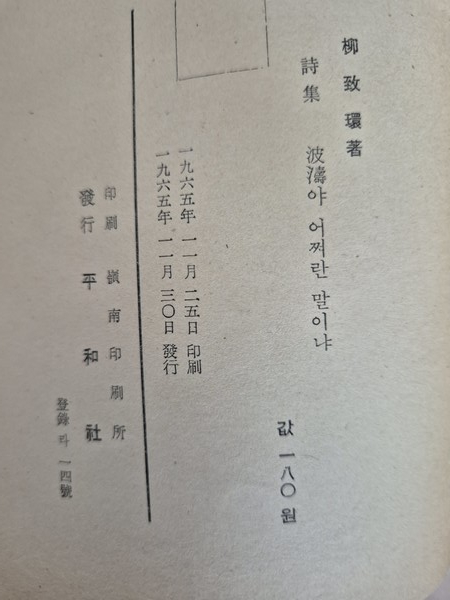 柳致環著
詩集 波濤야 어쩌란 말이냐
값 一八〇원
一九六五年 一一月 二五日 印刷
一九六五年 一一月 三〇日 發行
印刷 嶺南印刷所
發行 平和社
登錄 라 一四號